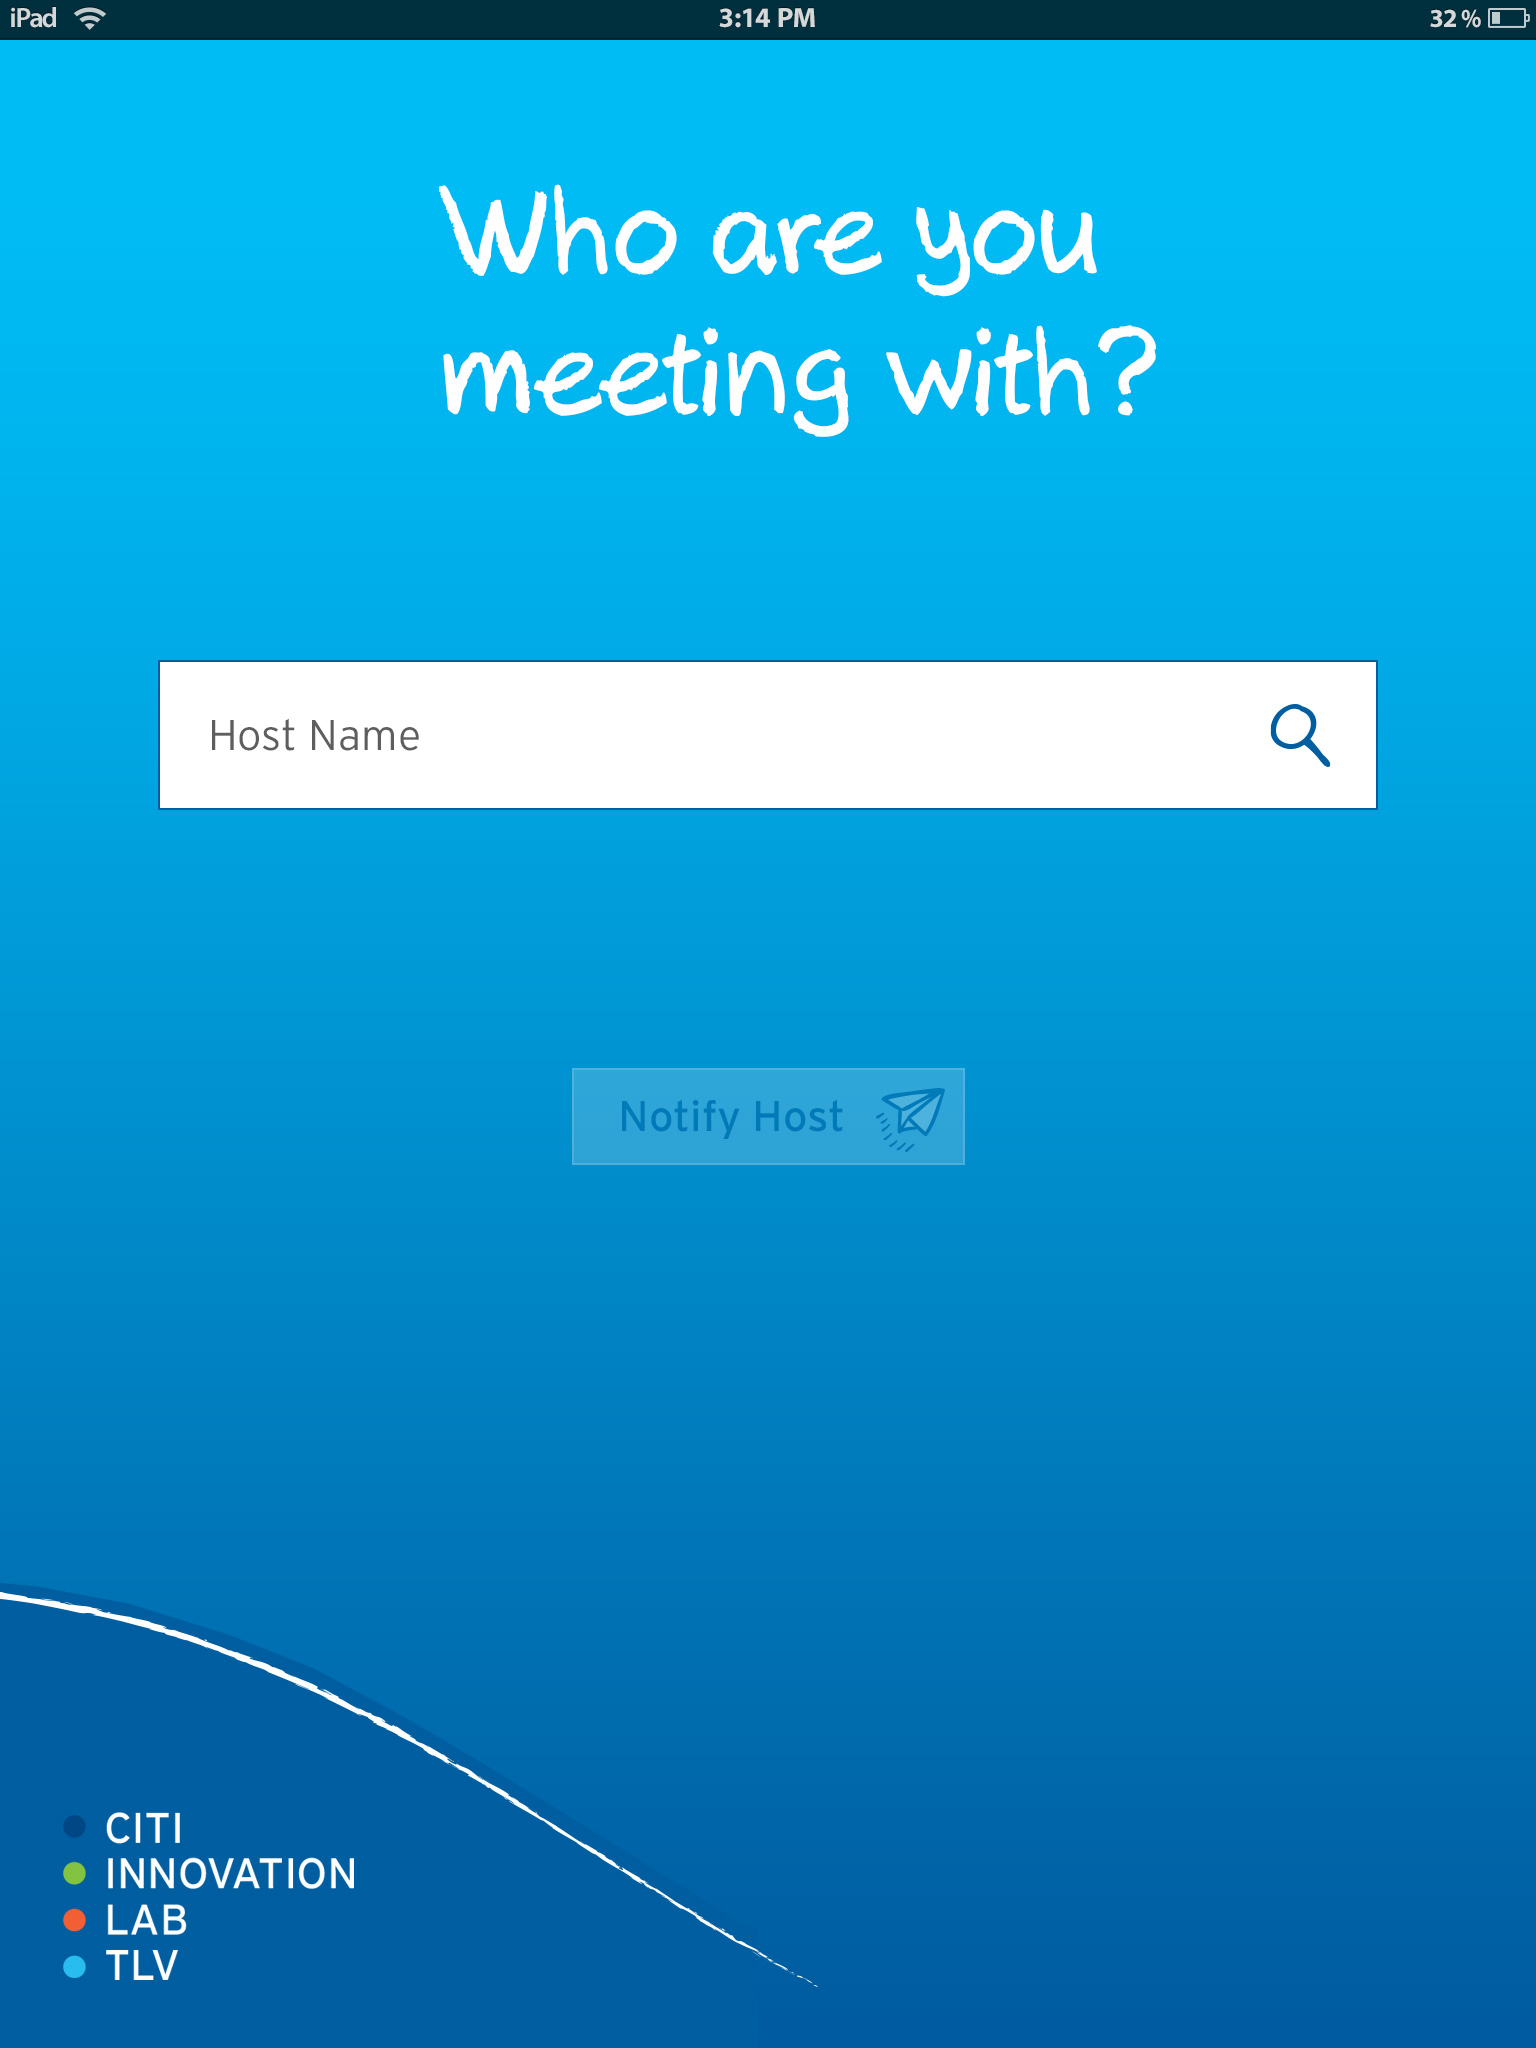 iPad 3:14 PM 32 %
Who are you
meeting with?
Host Name
Notify Host
CITI
INNOVATION
LAB
TLV